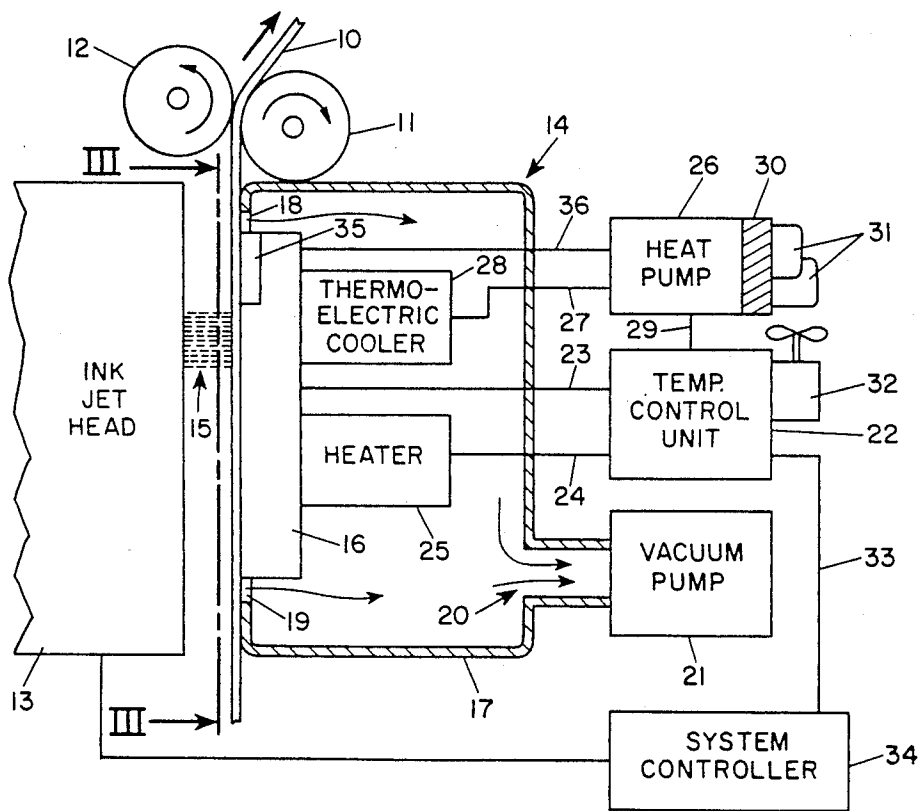 12
10
11
14
III
18
35
36
26
30
HEAT
PUMP
31
28
THERMO-
ELECTRIC
COOLER
27
29
23
INK
JET
HEAD
15
TEMP.
CONTROL
UNIT
32
22
HEATER
24
25
16
33
VACUUM
PUMP
20
19
21
17
13
III
SYSTEM
CONTROLLER
34